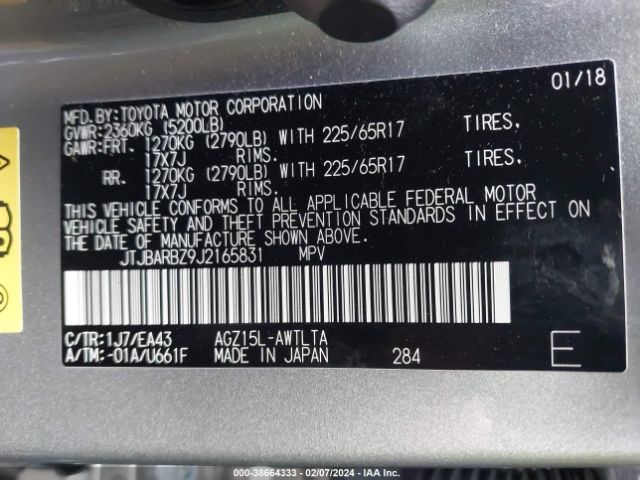 01/18
MFD.BY:TOYOTA MOTOR CORPORATION
GVWR:2360KG (5200LB)
GAWR:FRT. 1270KG (2790LB) WITH 225/65R17 TIRES,
17X7J RIMS.
RR. 1270KG (2790LB) WITH 225/65R17 TIRES,
17X7J RIMS.
THIS VEHICLE CONFORMS TO ALL APPLICABLE FEDERAL MOTOR
VEHICLE SAFETY AND THEFT PREVENTION STANDARDS IN EFFECT ON
THE DATE OF MANUFACTURE SHOWN ABOVE.
JTJBARBZ9J2165831 MPV
C/TR:1J7/EA43 AGZ15L-AWTLTA
A/TM:-01A/U661F MADE IN JAPAN 284 E
000-38664333 - 02/07/2024 - IAA Inc.